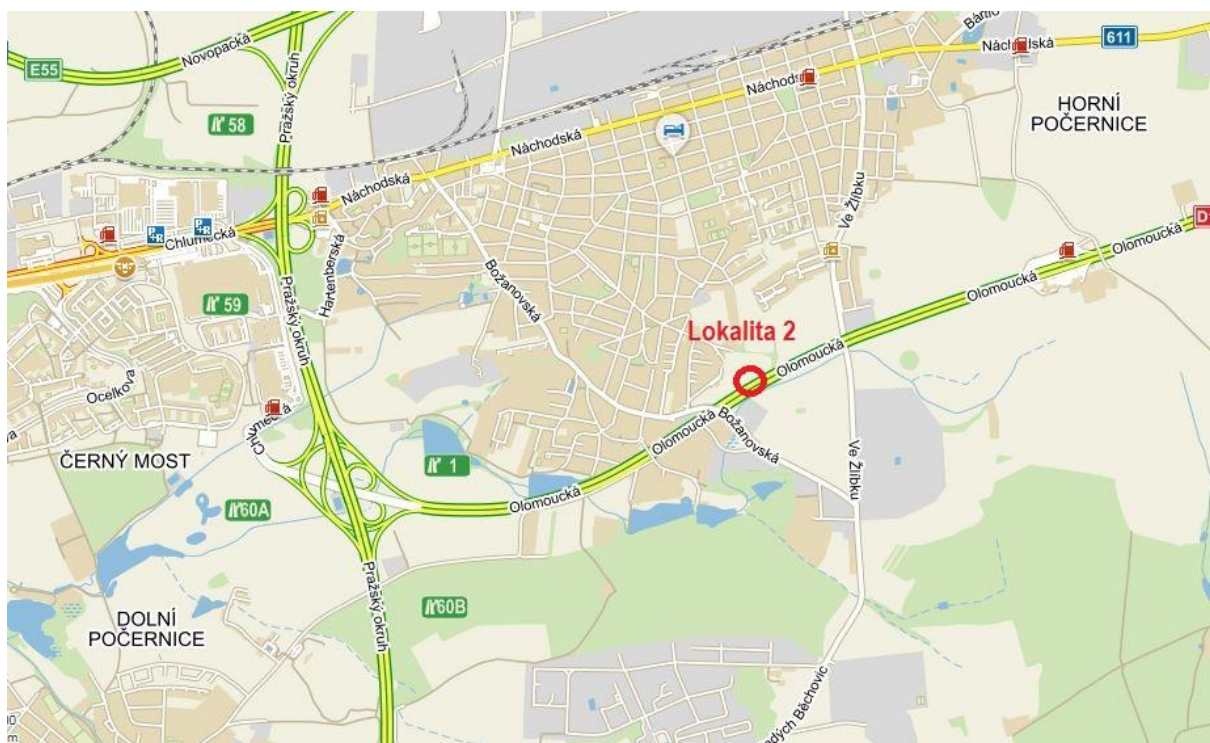 Novopacká
E55
Pražský okruh
58
Náchodská
611
Náchodská
HORNÍ
POČERNICE
Náchodská
Náchodská
P+R
P+R
Chlumecká
Hartenberská
Ve Žlíbku
Olomoucká
59
Pražský okruh
Božanovská
Lokalita 2
Olomoucká
Ocelkova
Chlumecká
Olomoucká
Božanovská
Ve Žlíbku
ČERNÝ MOST
1
Olomoucká
60A
Pražský okruh
60B
DOLNÍ
POČERNICE